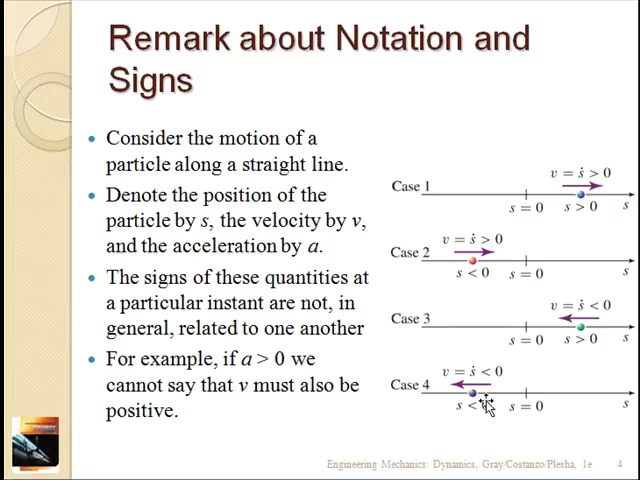 Remark about Notation and
Signs
Consider the motion of a
particle along a straight line.
Denote the position of the
particle by s, the velocity by v,
and the acceleration by a.
The signs of these quantities at
a particular instant are not, in
general, related to one another
For example, if a > 0 we
cannot say that v must also be
positive.
v = ṡ > 0
Case 1
s = 0 s > 0 s
v = ṡ > 0
Case 2
s < 0 s = 0 s
v = ṡ < 0
Case 3
s = 0 s > 0 s
v = ṡ < 0
Case 4
s < s = 0 s
Engineering Mechanics: Dynamics, Gray/Costanzo/Plesha, 1e 4